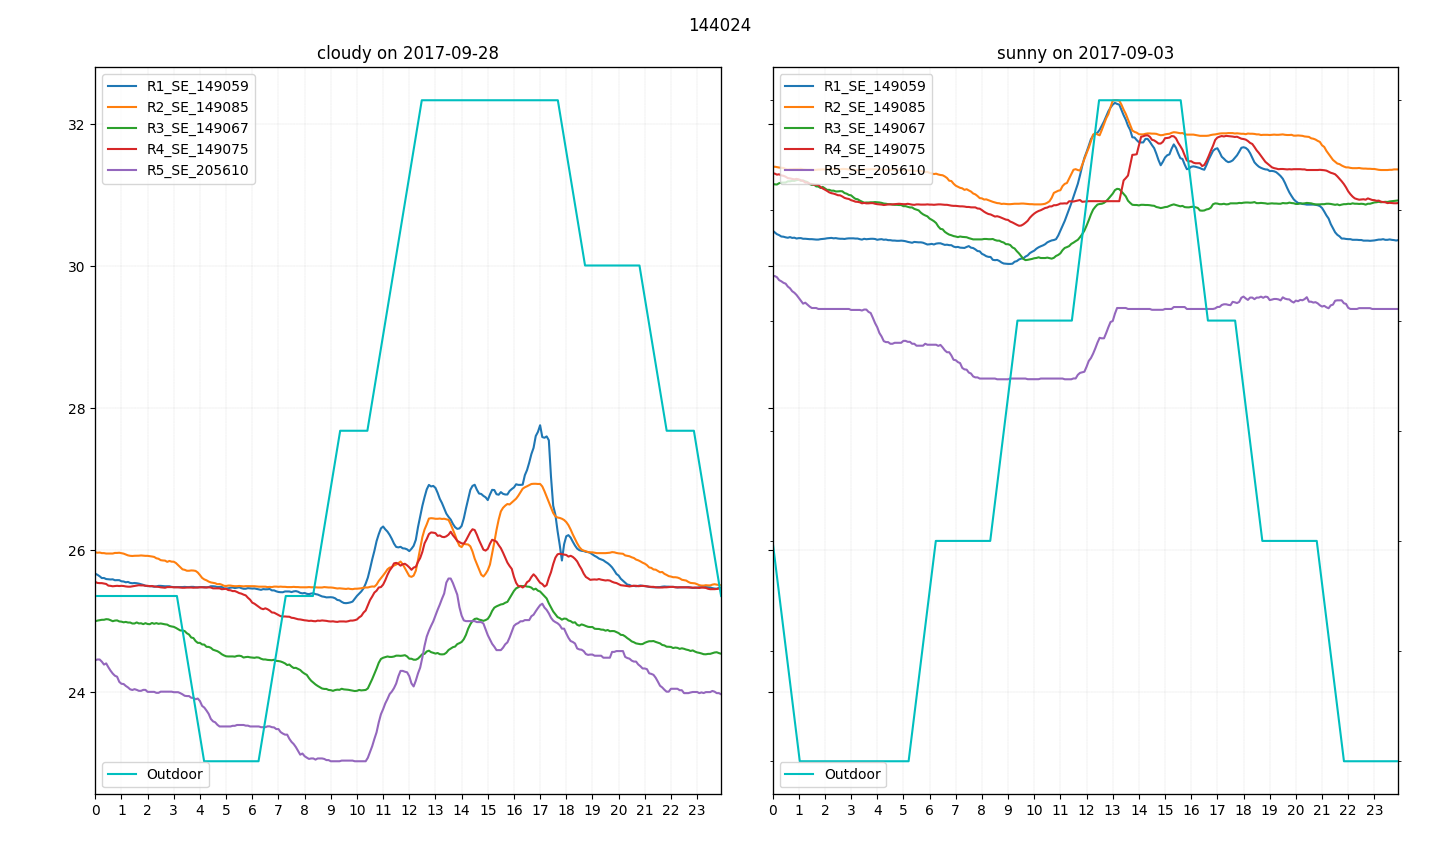 144024
cloudy on 2017-09-28
R1_SE_149059
R2_SE_149085
R3_SE_149067
R4_SE_149075
R5_SE_205610
32
30
28
26
24
Outdoor
0 1 2 3 4 5 6 7 8 9 10 11 12 13 14 15 16 17 18 19 20 21 22 23
sunny on 2017-09-03
R1_SE_149059
R2_SE_149085
R3_SE_149067
R4_SE_149075
R5_SE_205610
Outdoor
0 1 2 3 4 5 6 7 8 9 10 11 12 13 14 15 16 17 18 19 20 21 22 23